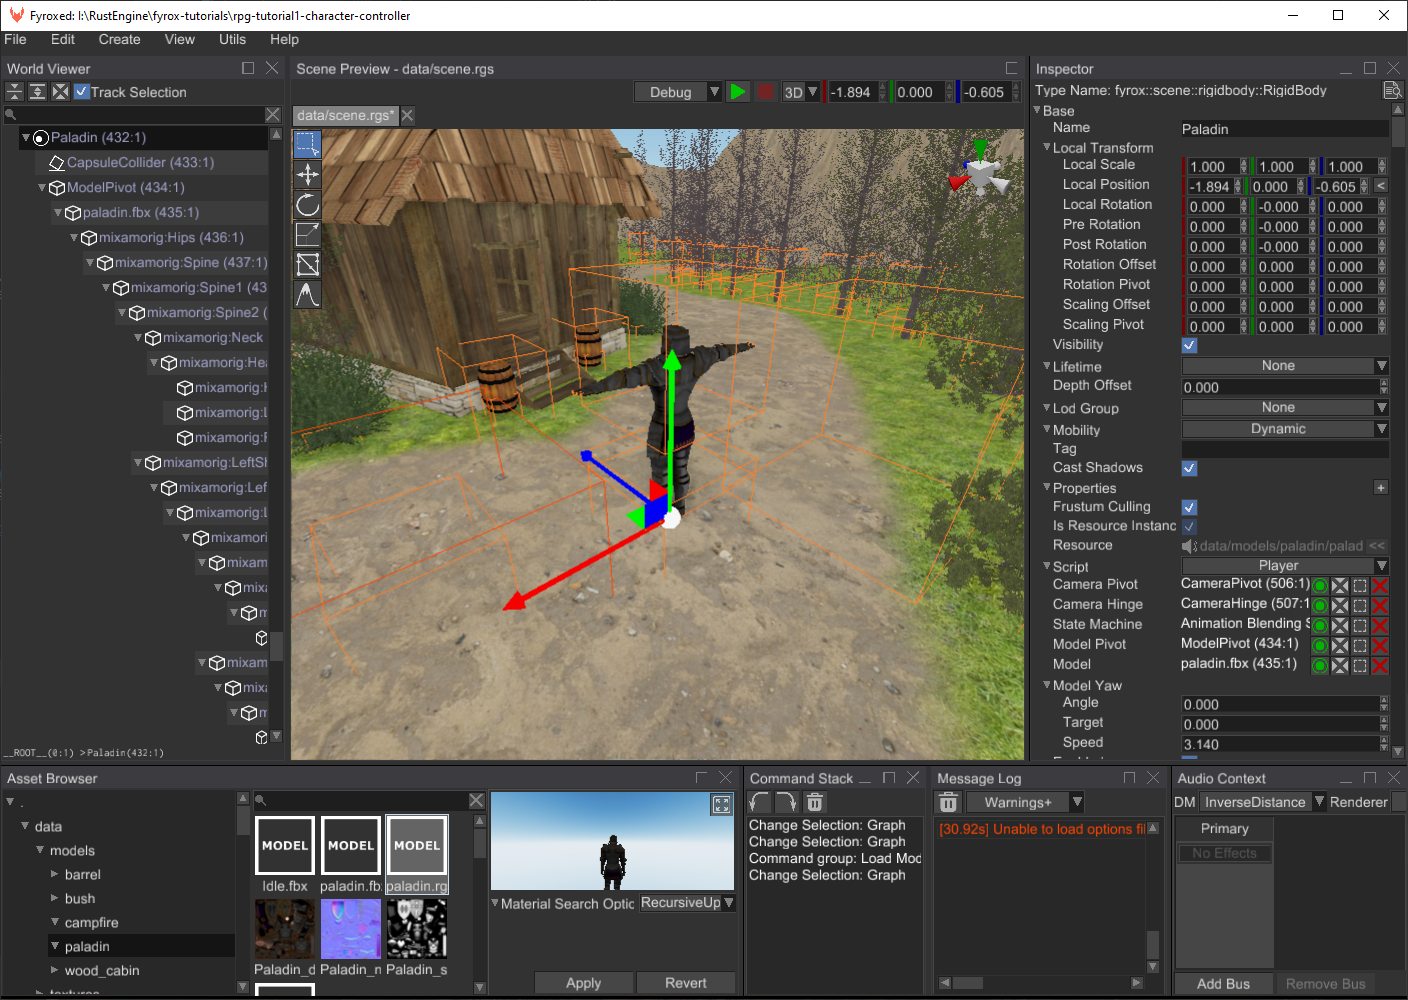 Fyroxed: I:\RustEngine\fyrox-tutorials\rpg-tutorial1-character-controller
File Edit Create View Utils Help
World Viewer
Track Selection
Paladin (432:1)
CapsuleCollider (433:1)
ModelPivot (434:1)
paladin.fbx (435:1)
mixamorig:Hips (436:1)
mixamorig:Spine (437:1)
mixamorig:Spine1 (43
mixamorig:Spine2 (
mixamorig:Neck
mixamorig:Hea
mixamorig:H
mixamorig:L
mixamorig:F
mixamorig:LeftSl
mixamorig:Lef
mixamorig:L
mixamori
mixam
mix
m
mixam
mix
m
__ROOT__(0:1) >Paladin(432:1)
Scene Preview - data/scene.rgs
Debug 3D -1.894 0.000 -0.605
data/scene.rgs*
Inspector
Type Name: fyrox::scene::rigidbody::RigidBody
Base
Name Paladin
Local Transform
Local Scale 1.000 1.000 1.000
Local Position -1.894 0.000 -0.605 <
Local Rotation 0.000 -0.000 0.000
Pre Rotation 0.000 -0.000 0.000
Post Rotation 0.000 -0.000 0.000
Rotation Offset 0.000 0.000 0.000
Rotation Pivot 0.000 0.000 0.000
Scaling Offset 0.000 0.000 0.000
Scaling Pivot 0.000 0.000 0.000
Visibility
Lifetime None
Depth Offset 0.000
Lod Group None
Mobility Dynamic
Tag
Cast Shadows
Properties +
Frustum Culling
Is Resource Instanc
Resource data/models/paladin/palad <<
Script Player
Camera Pivot CameraPivot (506:1)
Camera Hinge CameraHinge (507:1
State Machine Animation Blending S
Model Pivot ModelPivot (434:1)
Model paladin.fbx (435:1)
Model Yaw
Angle 0.000
Target 0.000
Speed 3.140
Asset Browser
.
data
models
barrel
bush
campfire
paladin
wood_cabin
textures
MODEL MODEL MODEL
Idle.fbx paladin.fb paladin.rg
Paladin_d Paladin_n Paladin_s
Material Search Optic RecursiveUp
Apply Revert
Command Stack
Change Selection: Graph
Change Selection: Graph
Command group: Load Mod
Change Selection: Graph
Message Log
Warnings+
[30.92s] Unable to load options fil
Audio Context
DM InverseDistance Renderer
Primary
No Effects
Add Bus Remove Bus